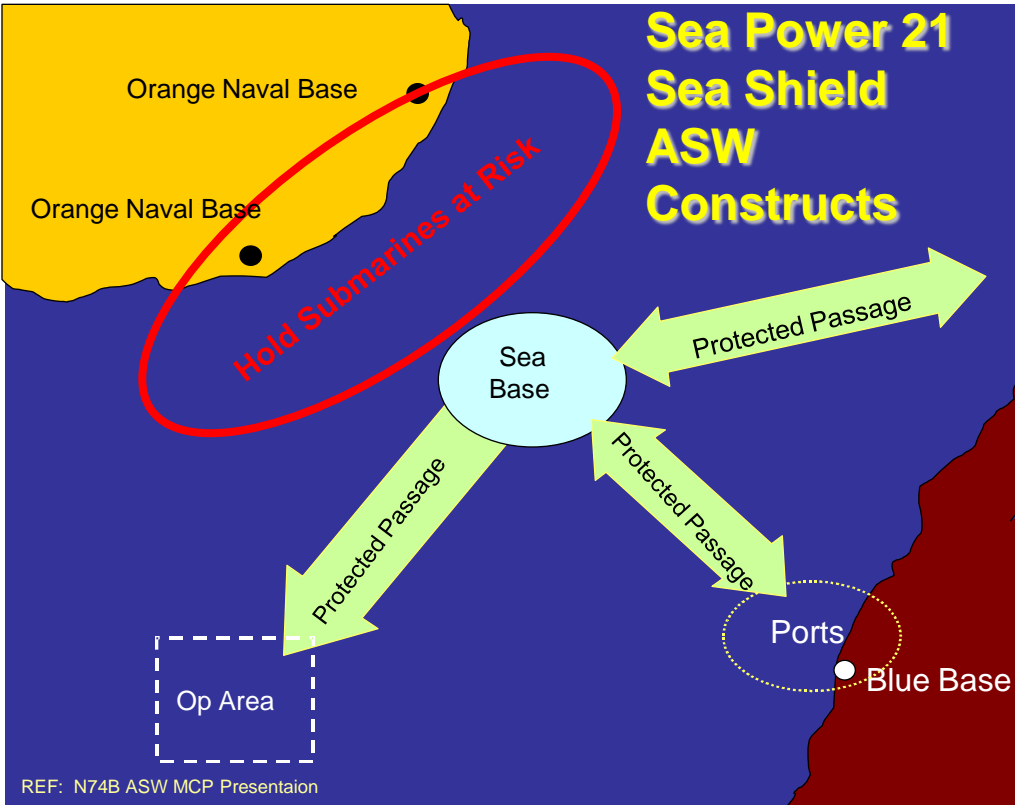 Sea Power 21
Sea Shield
ASW
Constructs
Orange Naval Base
Orange Naval Base
Hold Submarines at Risk
Protected Passage
Sea
Base
Protected Passage
Protected Passage
Ports
Blue Base
Op Area
REF: N74B ASW MCP Presentaion